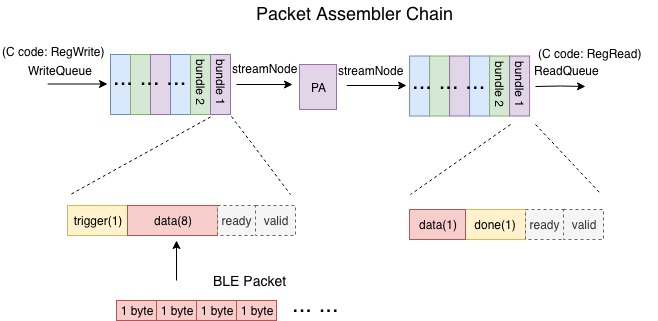 Packet Assembler Chain
(C code: RegWrite)
WriteQueue
... ... ...
bundle 2
bundle 1
streamNode
PA
streamNode
... ... ...
bundle 2
bundle 1
(C code: RegRead)
ReadQueue
trigger(1) data(8) ready valid
data(1) done(1) ready valid
BLE Packet
1 byte 1 byte 1 byte 1 byte ... ...